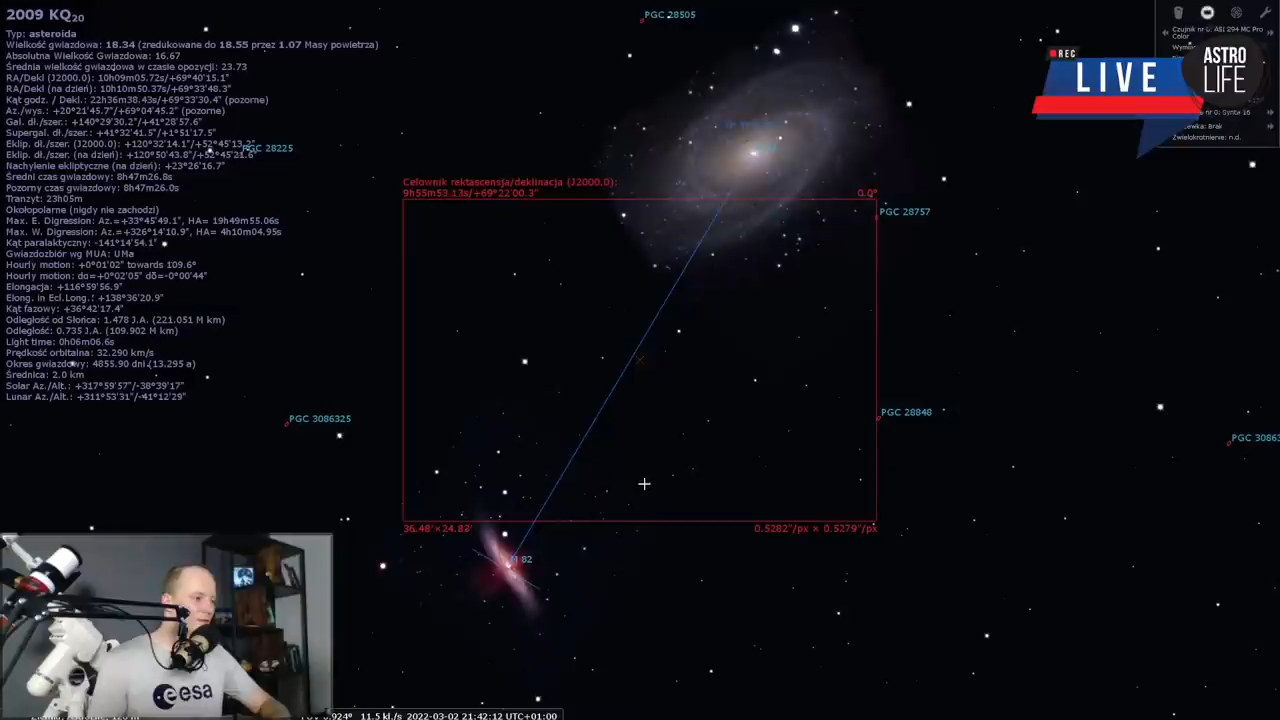 2009 KQ20
Typ: asteroida
Wielkość gwiazdowa: 18.34 (zredukowane do 18.55 przez 1.07 Masy powietrza)
Absolutna Wielkość Gwiazdowa: 16.67
Średnia wielkość gwiazdowa w czasie opozycji: 23.73
RA/Dekl (J2000.0): 10h09m05.72s/+69°40'15.1"
RA/Dekl (na dzień): 10h10m50.37s/+69°33'48.3"
Kąt godz. / Dekl.: 22h36m38.43s/+69°33'30.4" (pozorne)
Az./wys.: +20°21'45.7"/+69°04'45.2" (pozorne)
Gal. dł./szer.: +140°29'30.2"/+41°28'57.6"
Supergal. dł./szer.: +41°32'41.5"/+1°51'17.5"
Eklip. dł./szer. (J2000.0): +120°32'14.1"/+52°45'13.2"
Eklip. dł./szer. (na dzień): +120°50'43.8"/+52°45'21.6"
Nachylenie ekliptyczne (na dzień): +23°26'16.7"
Średni czas gwiazdowy: 8h47m26.8s
Pozorny czas gwiazdowy: 8h47m26.0s
Tranzyt: 23h05m
Okołopolarne (nigdy nie zachodzi)
Max. E. Digression: Az.=+33°45'49.1", HA= 19h49m55.06s
Max. W. Digression: Az.=+326°14'10.9", HA= 4h10m04.95s
Kąt paralaktyczny: -141°14'54.1"
Gwiazdozbiór wg MUA: UMa
Hourly motion: +0°01'02" towards 109.6°
Hourly motion: dα=+0°02'05" dδ=-0°00'44"
Elongacja: +116°59'56.9"
Elong. in Ecl.Long.: +138°36'20.9"
Kąt fazowy: +36°42'17.4"
Odległość od Słońca: 1.478 J.A. (221.051 M km)
Odległość: 0.735 J.A. (109.902 M km)
Light time: 0h06m06.6s
Prędkość orbitalna: 32.290 km/s
Okres gwiazdowy: 4855.90 dni (13.295 a)
Średnica: 2.0 km
Solar Az./Alt.: +317°59'57"/-38°39'17"
Lunar Az./Alt.: +311°53'31"/-41°12'29"
PGC 28505
PGC 28225
Celownik rektascensja/deklinacja (J2000.0):
9h55m53.13s/+69°22'00.3"
0.0°
PGC 28757
PGC 3086325
PGC 28848
PGC 3086
36.48'×24.83'
0.5282"/px × 0.5279"/px
82
Czujnik nr 0: ASI 294 MC Pro
Color
REC
LIVE
ASTRO
LIFE
nr 0: Synta 16
Brak
Zwielokrotnienie: n.d.
esa
11.5 kl./s 2022-03-02 21:42:12 UTC+01:00